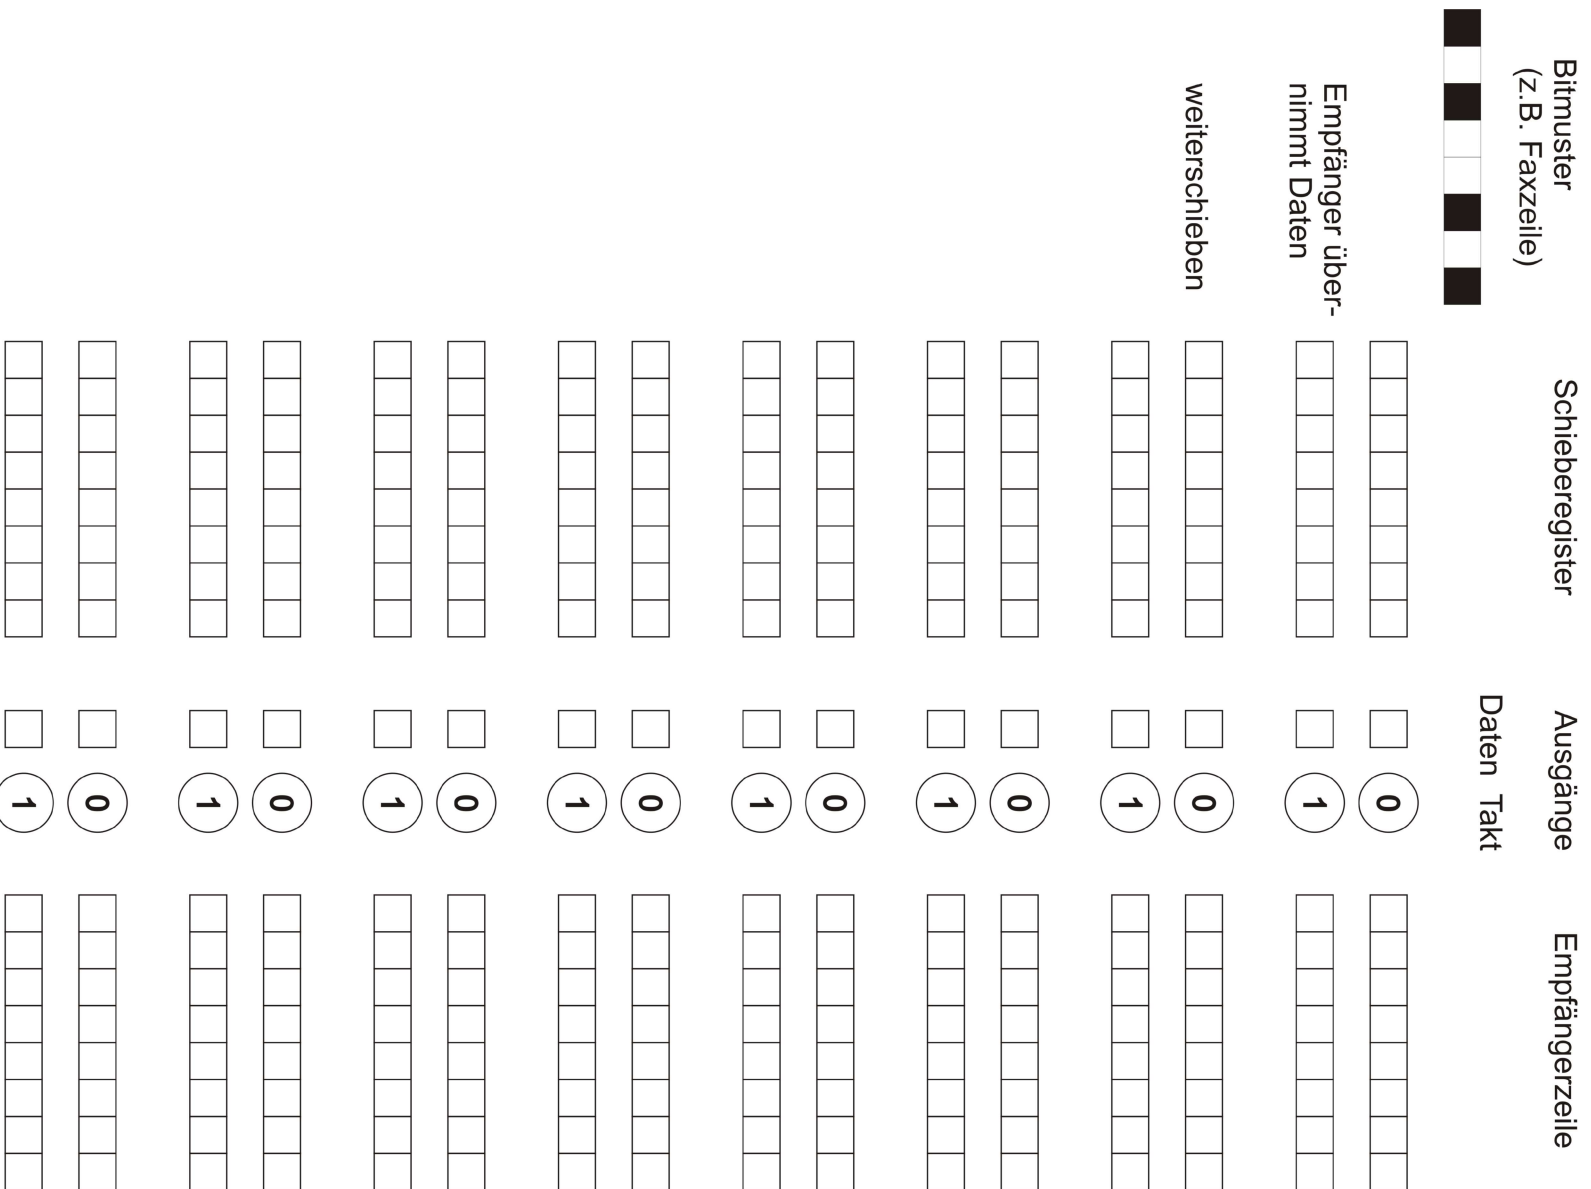 Bitmuster
(z.B. Faxzeile)
Schieberegister
Ausgänge
Daten Takt
Empfängerzeile
0
Empfänger über-
nimmt Daten
1
weiterschieben
0
1
0
1
0
1
0
1
0
1
0
1
0
1